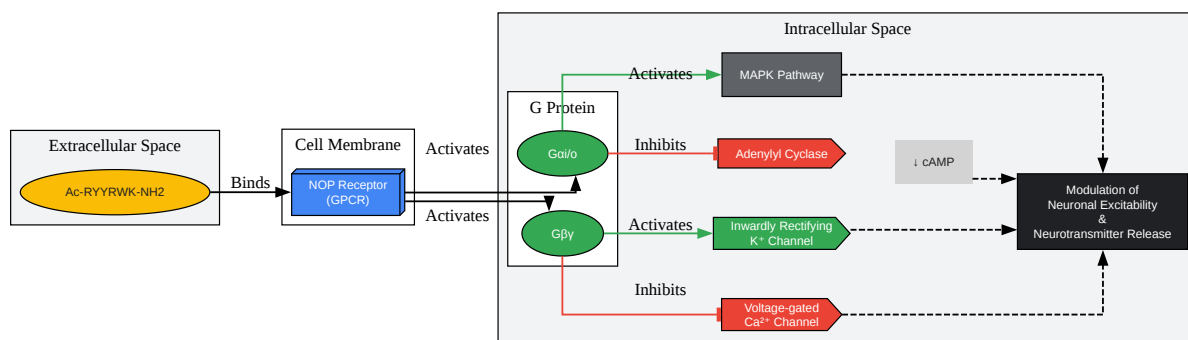 Intracellular Space
Activates
MAPK Pathway
G Protein
Extracellular Space
Cell Membrane
Activates
Gαi/o
Inhibits
Adenylyl Cyclase
↓ cAMP
Ac-RYYRWK-NH2
Binds
NOP Receptor
(GPCR)
Activates
Gβγ
Activates
Inwardly Rectifying
K⁺ Channel
Modulation of
Neuronal Excitability
&
Neurotransmitter Release
Inhibits
Voltage-gated
Ca²⁺ Channel